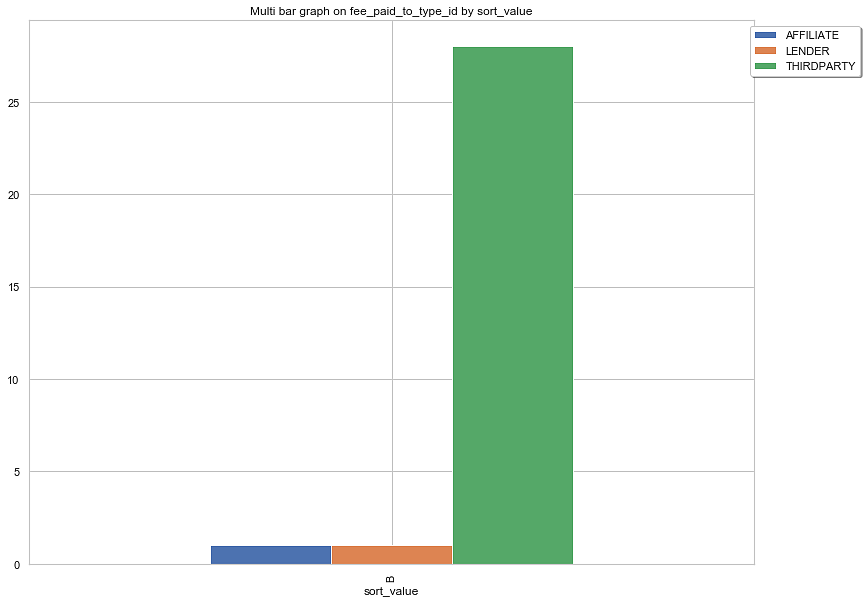 Multi bar graph on fee_paid_to_type_id by sort_value
AFFILIATE
LENDER
THIRDPARTY
25
20
15
10
5
0
B
sort_value